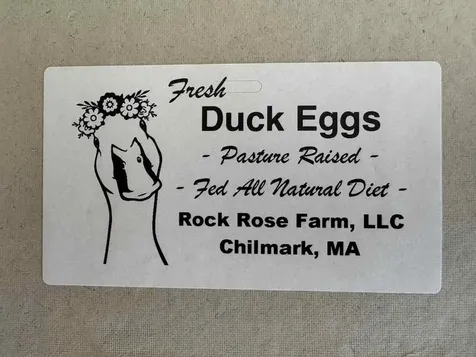 Fresh
Duck Eggs
- Pasture Raised -
- Fed All Natural Diet -
Rock Rose Farm, LLC
Chilmark, MA